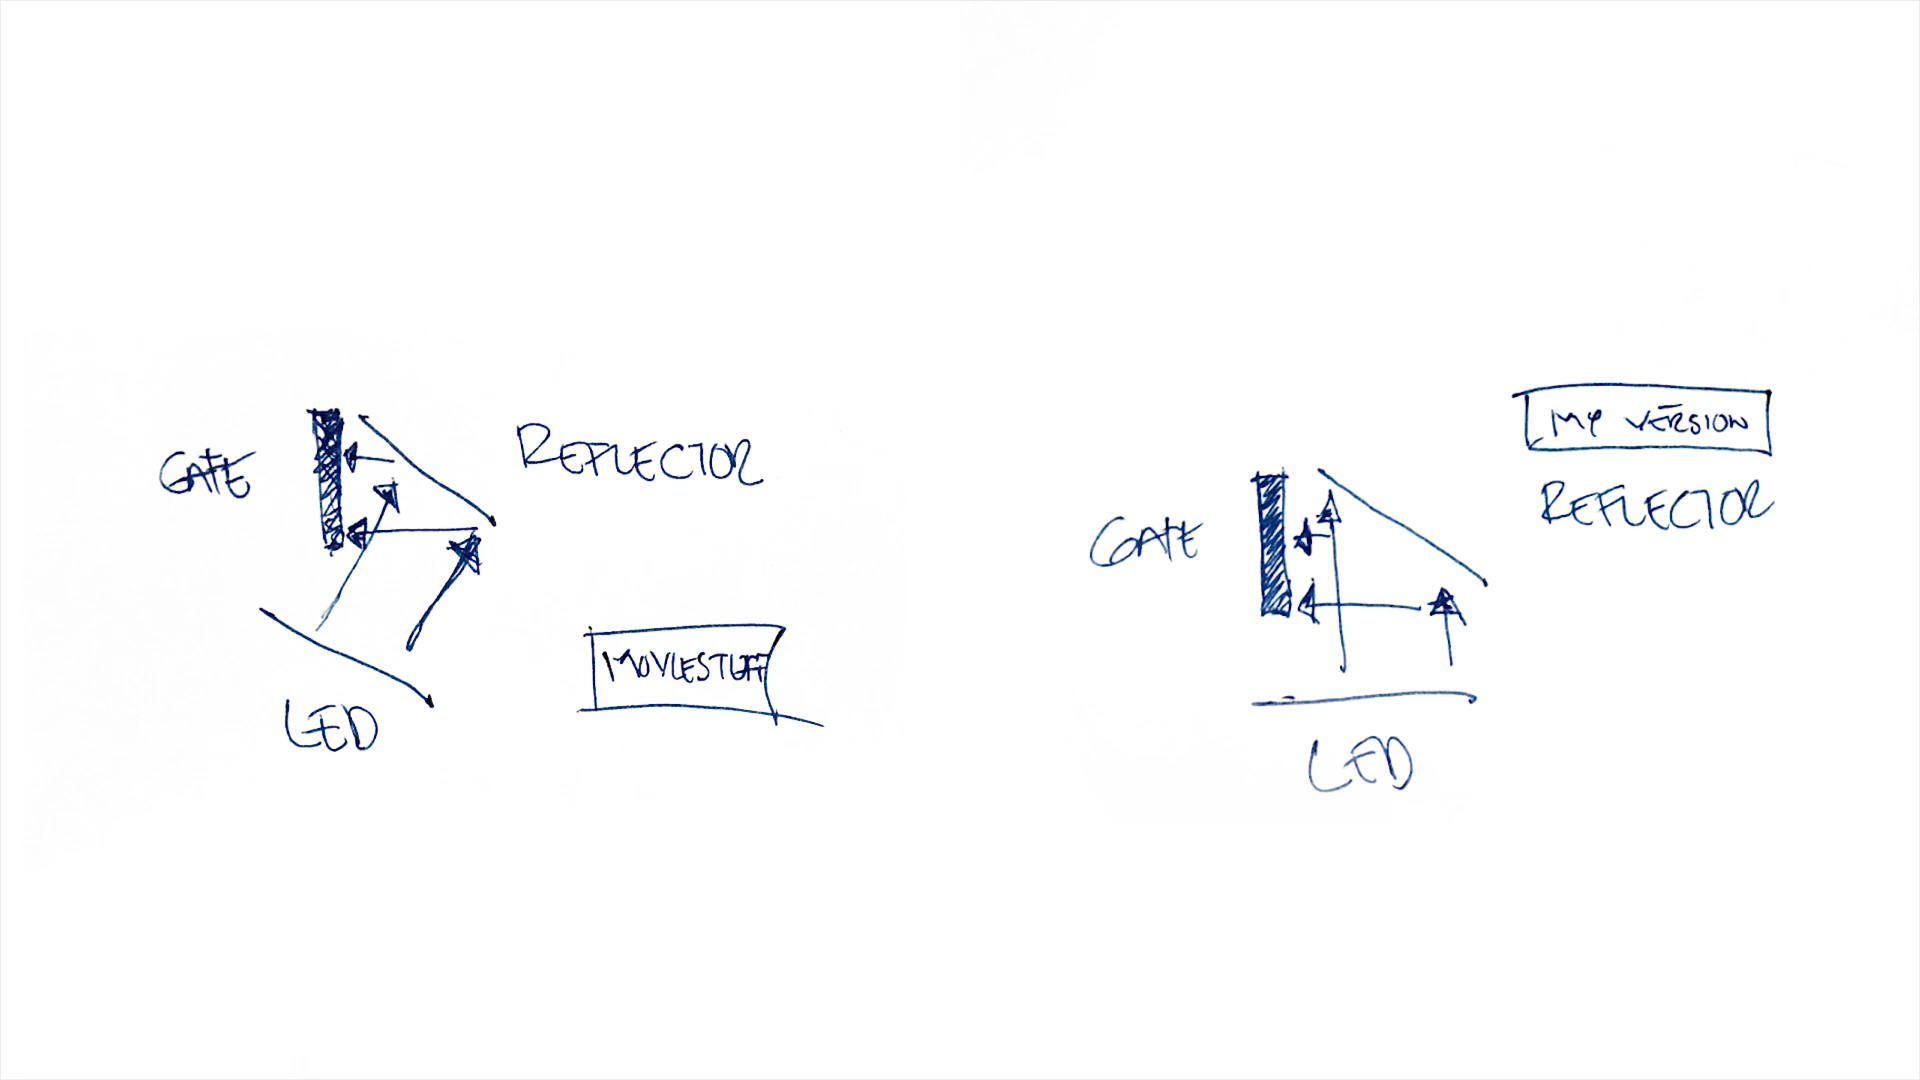 GATE
REFLECTOR
MOVIESTUFF
LED
MY VERSION
REFLECTOR
GATE
LED